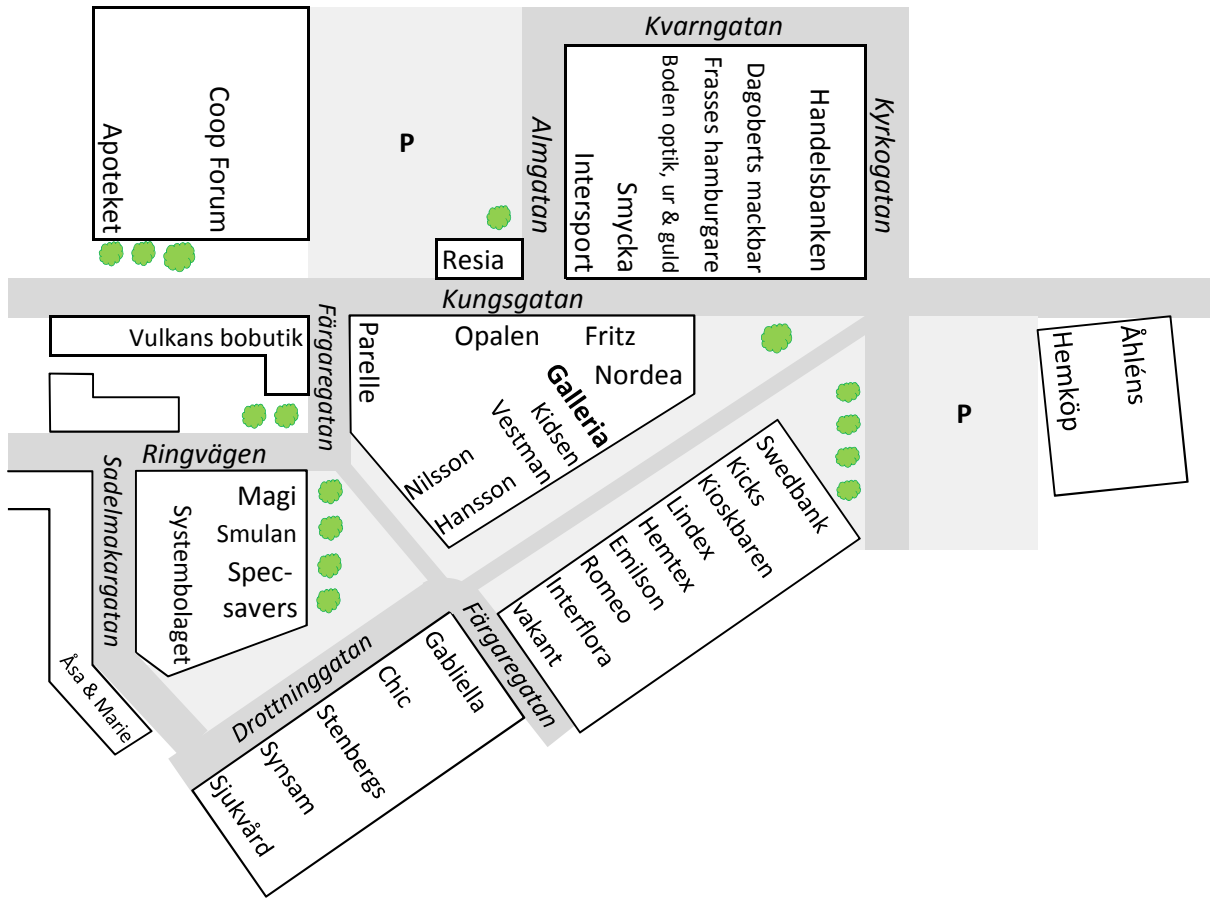 Kvarngatan
Coop Forum
Apoteket
P
Almgatan
Intersport
Smycka
Boden optik, ur & guld
Frasses hamburgare
Dagoberts mackbar
Handelsbanken
Kyrkogatan
Resia
Kungsgatan
Vulkans bobutik
Färgaregatan
Parelle
Opalen
Fritz
Nordea
Galleria
Kidsen
Vestman
Nilsson
Hansson
P
Hemköp
Åhléns
Ringvägen
Sadelmakargatan
Systembolaget
Magi
Smulan
Spec-
savers
Åsa & Marie
Swedbank
Kicks
Kioskbaren
Lindex
Hemtex
Emilson
Romeo
Interflora
vakant
Färgaregatan
Drottninggatan
Gabliella
Chic
Stenbergs
Synsam
Sjukvård